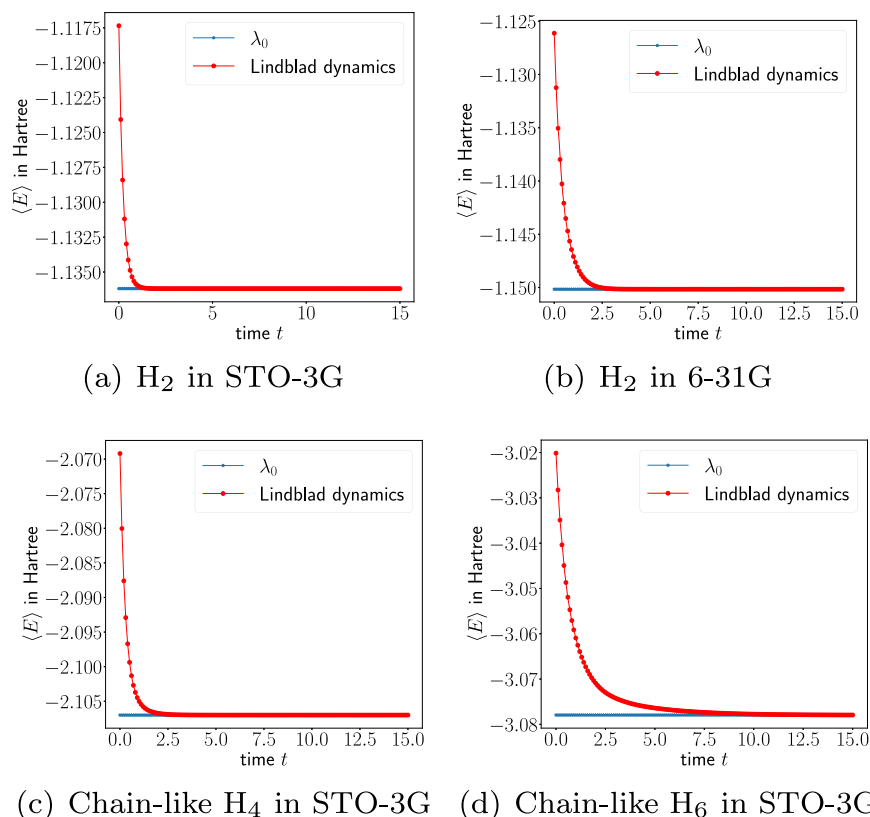 −1.1175
−1.1200
−1.1225
−1.1250
−1.1275
−1.1300
−1.1325
−1.1350
⟨E⟩ in Hartree
λ₀
Lindblad dynamics
0 5 10 15
time t
(a) H₂ in STO-3G
−1.125
−1.130
−1.135
−1.140
−1.145
−1.150
⟨E⟩ in Hartree
λ₀
Lindblad dynamics
0.0 2.5 5.0 7.5 10.0 12.5 15.0
time t
(b) H₂ in 6-31G
−2.070
−2.075
−2.080
−2.085
−2.090
−2.095
−2.100
−2.105
⟨E⟩ in Hartree
λ₀
Lindblad dynamics
0.0 2.5 5.0 7.5 10.0 12.5 15.0
time t
(c) Chain-like H₄ in STO-3G
−3.02
−3.03
−3.04
−3.05
−3.06
−3.07
−3.08
⟨E⟩ in Hartree
λ₀
Lindblad dynamics
0.0 2.5 5.0 7.5 10.0 12.5 15.0
time t
(d) Chain-like H₆ in STO-3G